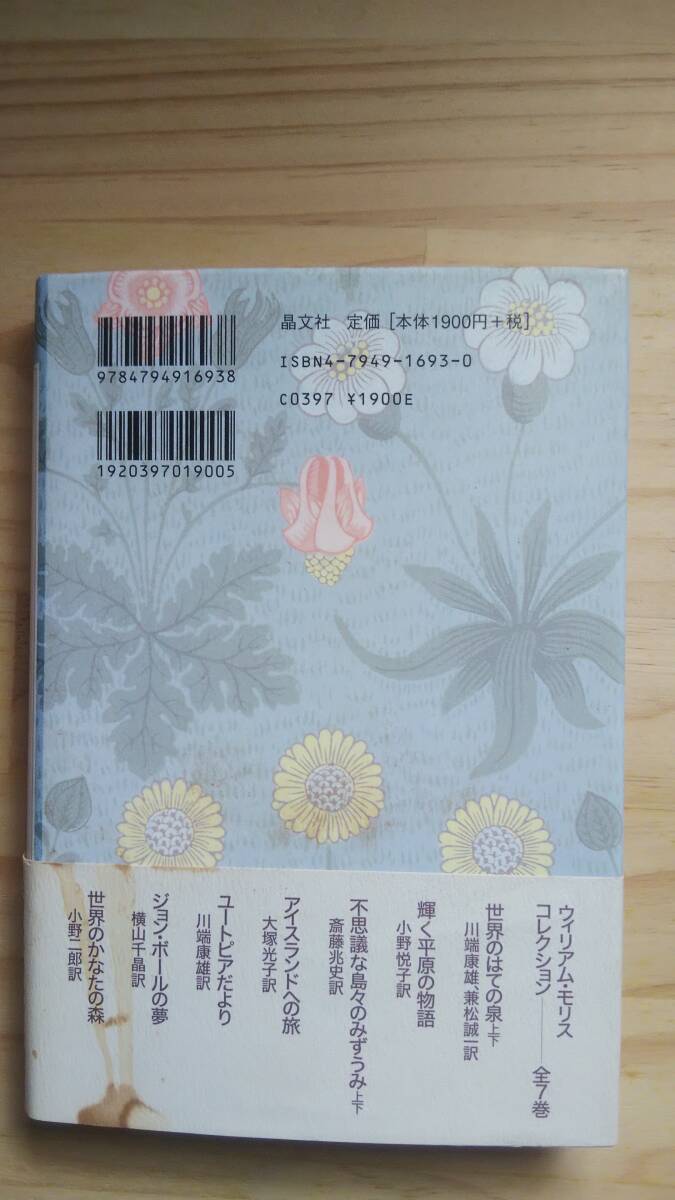 晶文社 定価 [本体1900円+税]
9784794916938
ISBN4-7949-1693-0
C0397 ¥1900E
1920397019005
ウィリアム・モリス
コレクション――全7巻
世界のはての泉 上下
川端康雄、兼松誠一訳
輝く平原の物語
小野悦子訳
不思議な島々のみずうみ 上下
斎藤兆史訳
アイスランドへの旅
大塚光子訳
ユートピアだより
川端康雄訳
ジョン・ボールの夢
横山千晶訳
世界のかなたの森
小野二郎訳